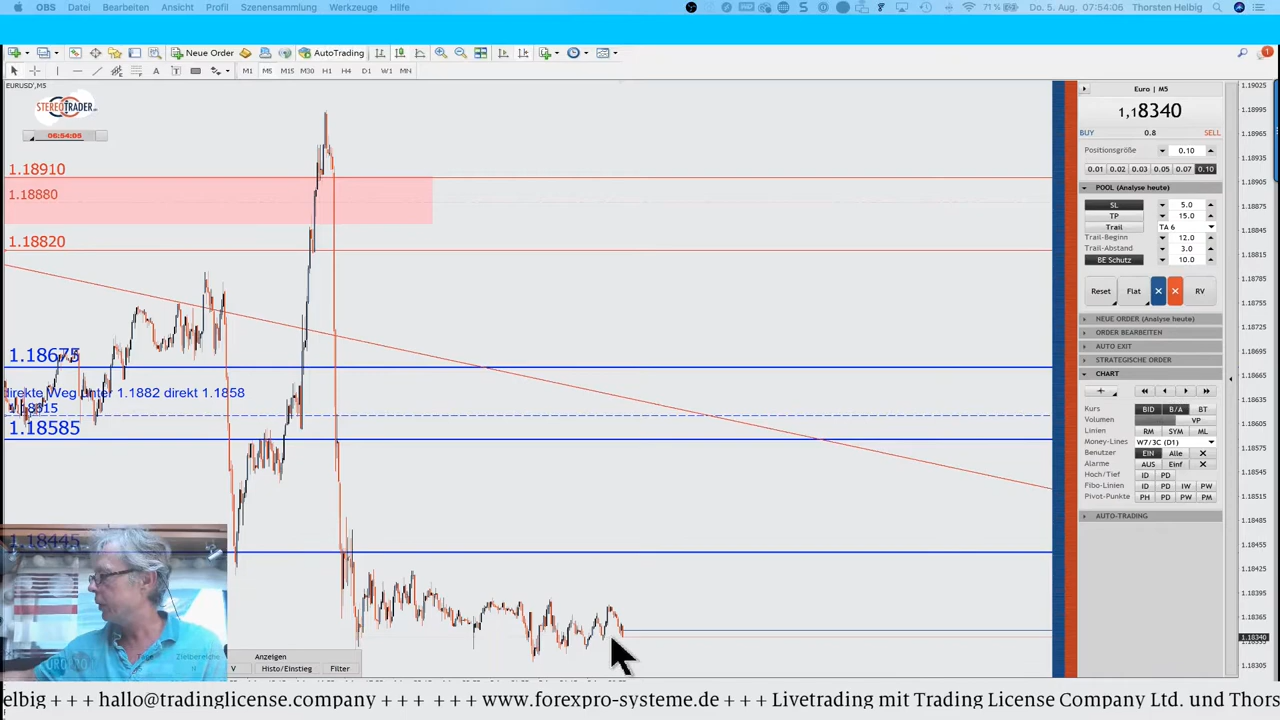 OBS Datei Bearbeiten Ansicht Profil Szenensammlung Werkzeuge Hilfe 71 % Do. 5. Aug. 07:54:06 Thorsten Helbig
Neue Order AutoTrading
M1 M5 M15 M30 H1 H4 D1 W1 MN
EURUSD',M5
STEREOTRADER
06:54:05
1.18910
1.18880
1.18820
1.18675
direkte Weg unter 1.1882 direkt 1.1858
1.18615
1.18585
1.18445
Anzeigen
V Histo/Einstieg Filter
Euro | M5
1,18340
BUY 0.8 SELL
Positionsgröße 0.10
0.01 0.02 0.03 0.05 0.07 0.10
POOL (Analyse heute)
SL 5.0
TP 15.0
Trail TA 6
Trail-Beginn 12.0
Trail-Abstand 3.0
BE Schutz 10.0
Reset Flat × × RV
NEUE ORDER (Analyse heute)
ORDER BEARBEITEN
AUTO EXIT
STRATEGISCHE ORDER
CHART
Kurs BID B/A BT
Volumen VP
Linien RM SYM ML
Money-Lines W7/3C (D1)
Benutzer EIN Alle
Alarme AUS Einf
Hoch/Tief ID PD
Fibo-Linien ID PD IW PW
Pivot-Punkte PH PD PW PM
AUTO-TRADING
1.19025
1.18995
1.18965
1.18935
1.18905
1.18875
1.18845
1.18815
1.18785
1.18755
1.18725
1.18695
1.18665
1.18635
1.18605
1.18575
1.18545
1.18515
1.18485
1.18455
1.18425
1.18395
1.18365
1.18340
1.18305
elbig + + + hallo@tradinglicense.company + + + + + + www.forexpro-systeme.de + + + Livetrading mit Trading License Company Ltd. und Thors